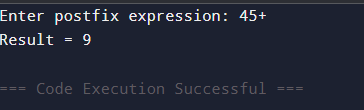 Enter postfix expression: 45+
Result = 9
=== Code Execution Successful ===